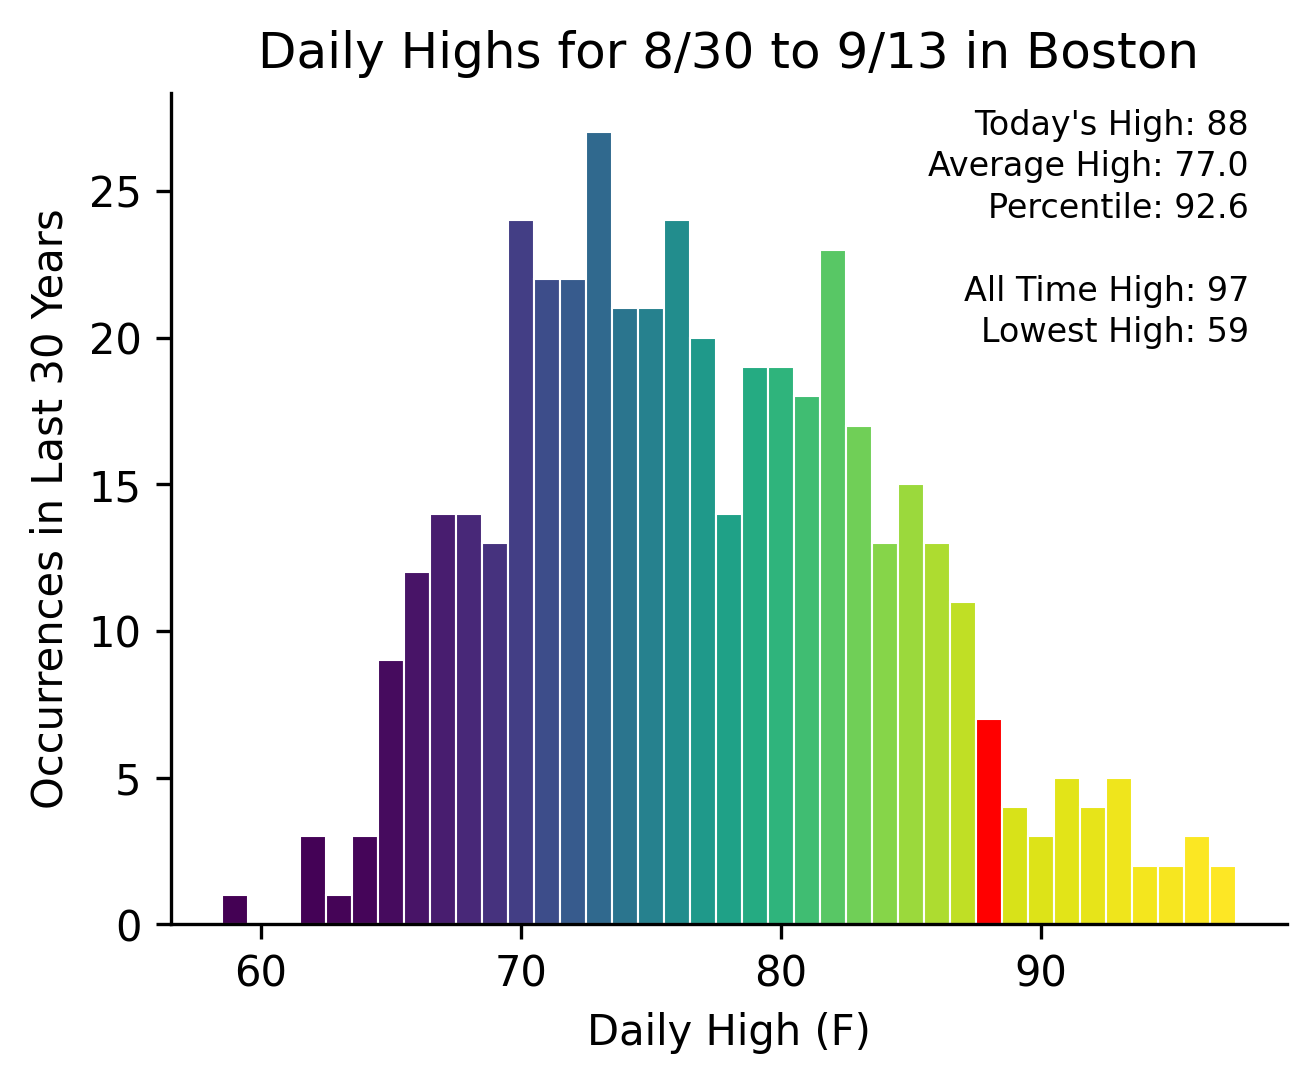 Daily Highs for 8/30 to 9/13 in Boston
Today's High: 88
Average High: 77.0
Percentile: 92.6
All Time High: 97
Lowest High: 59
Occurrences in Last 30 Years
25
20
15
10
5
0
60 70 80 90
Daily High (F)